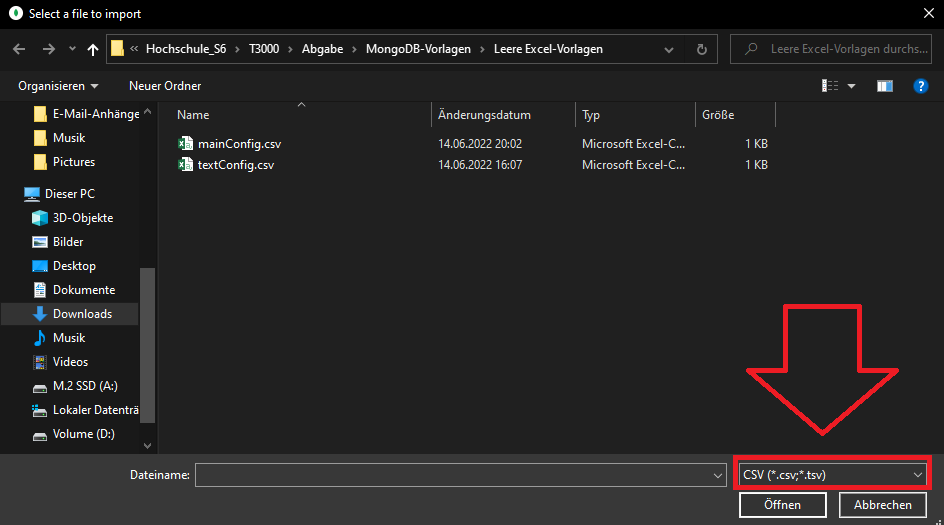 Select a file to import
« Hochschule_S6 > T3000 > Abgabe > MongoDB-Vorlagen > Leere Excel-Vorlagen
Leere Excel-Vorlagen durchs...
Organisieren
Neuer Ordner
Name
Änderungsdatum
Typ
Größe
mainConfig.csv 14.06.2022 20:02 Microsoft Excel-C... 1 KB
textConfig.csv 14.06.2022 16:07 Microsoft Excel-C... 1 KB
E-Mail-Anhänge
Musik
Pictures
Dieser PC
3D-Objekte
Bilder
Desktop
Dokumente
Downloads
Musik
Videos
M.2 SSD (A:)
Lokaler Datenträ
Volume (D:)
Dateiname:
CSV (*.csv;*.tsv)
Öffnen
Abbrechen